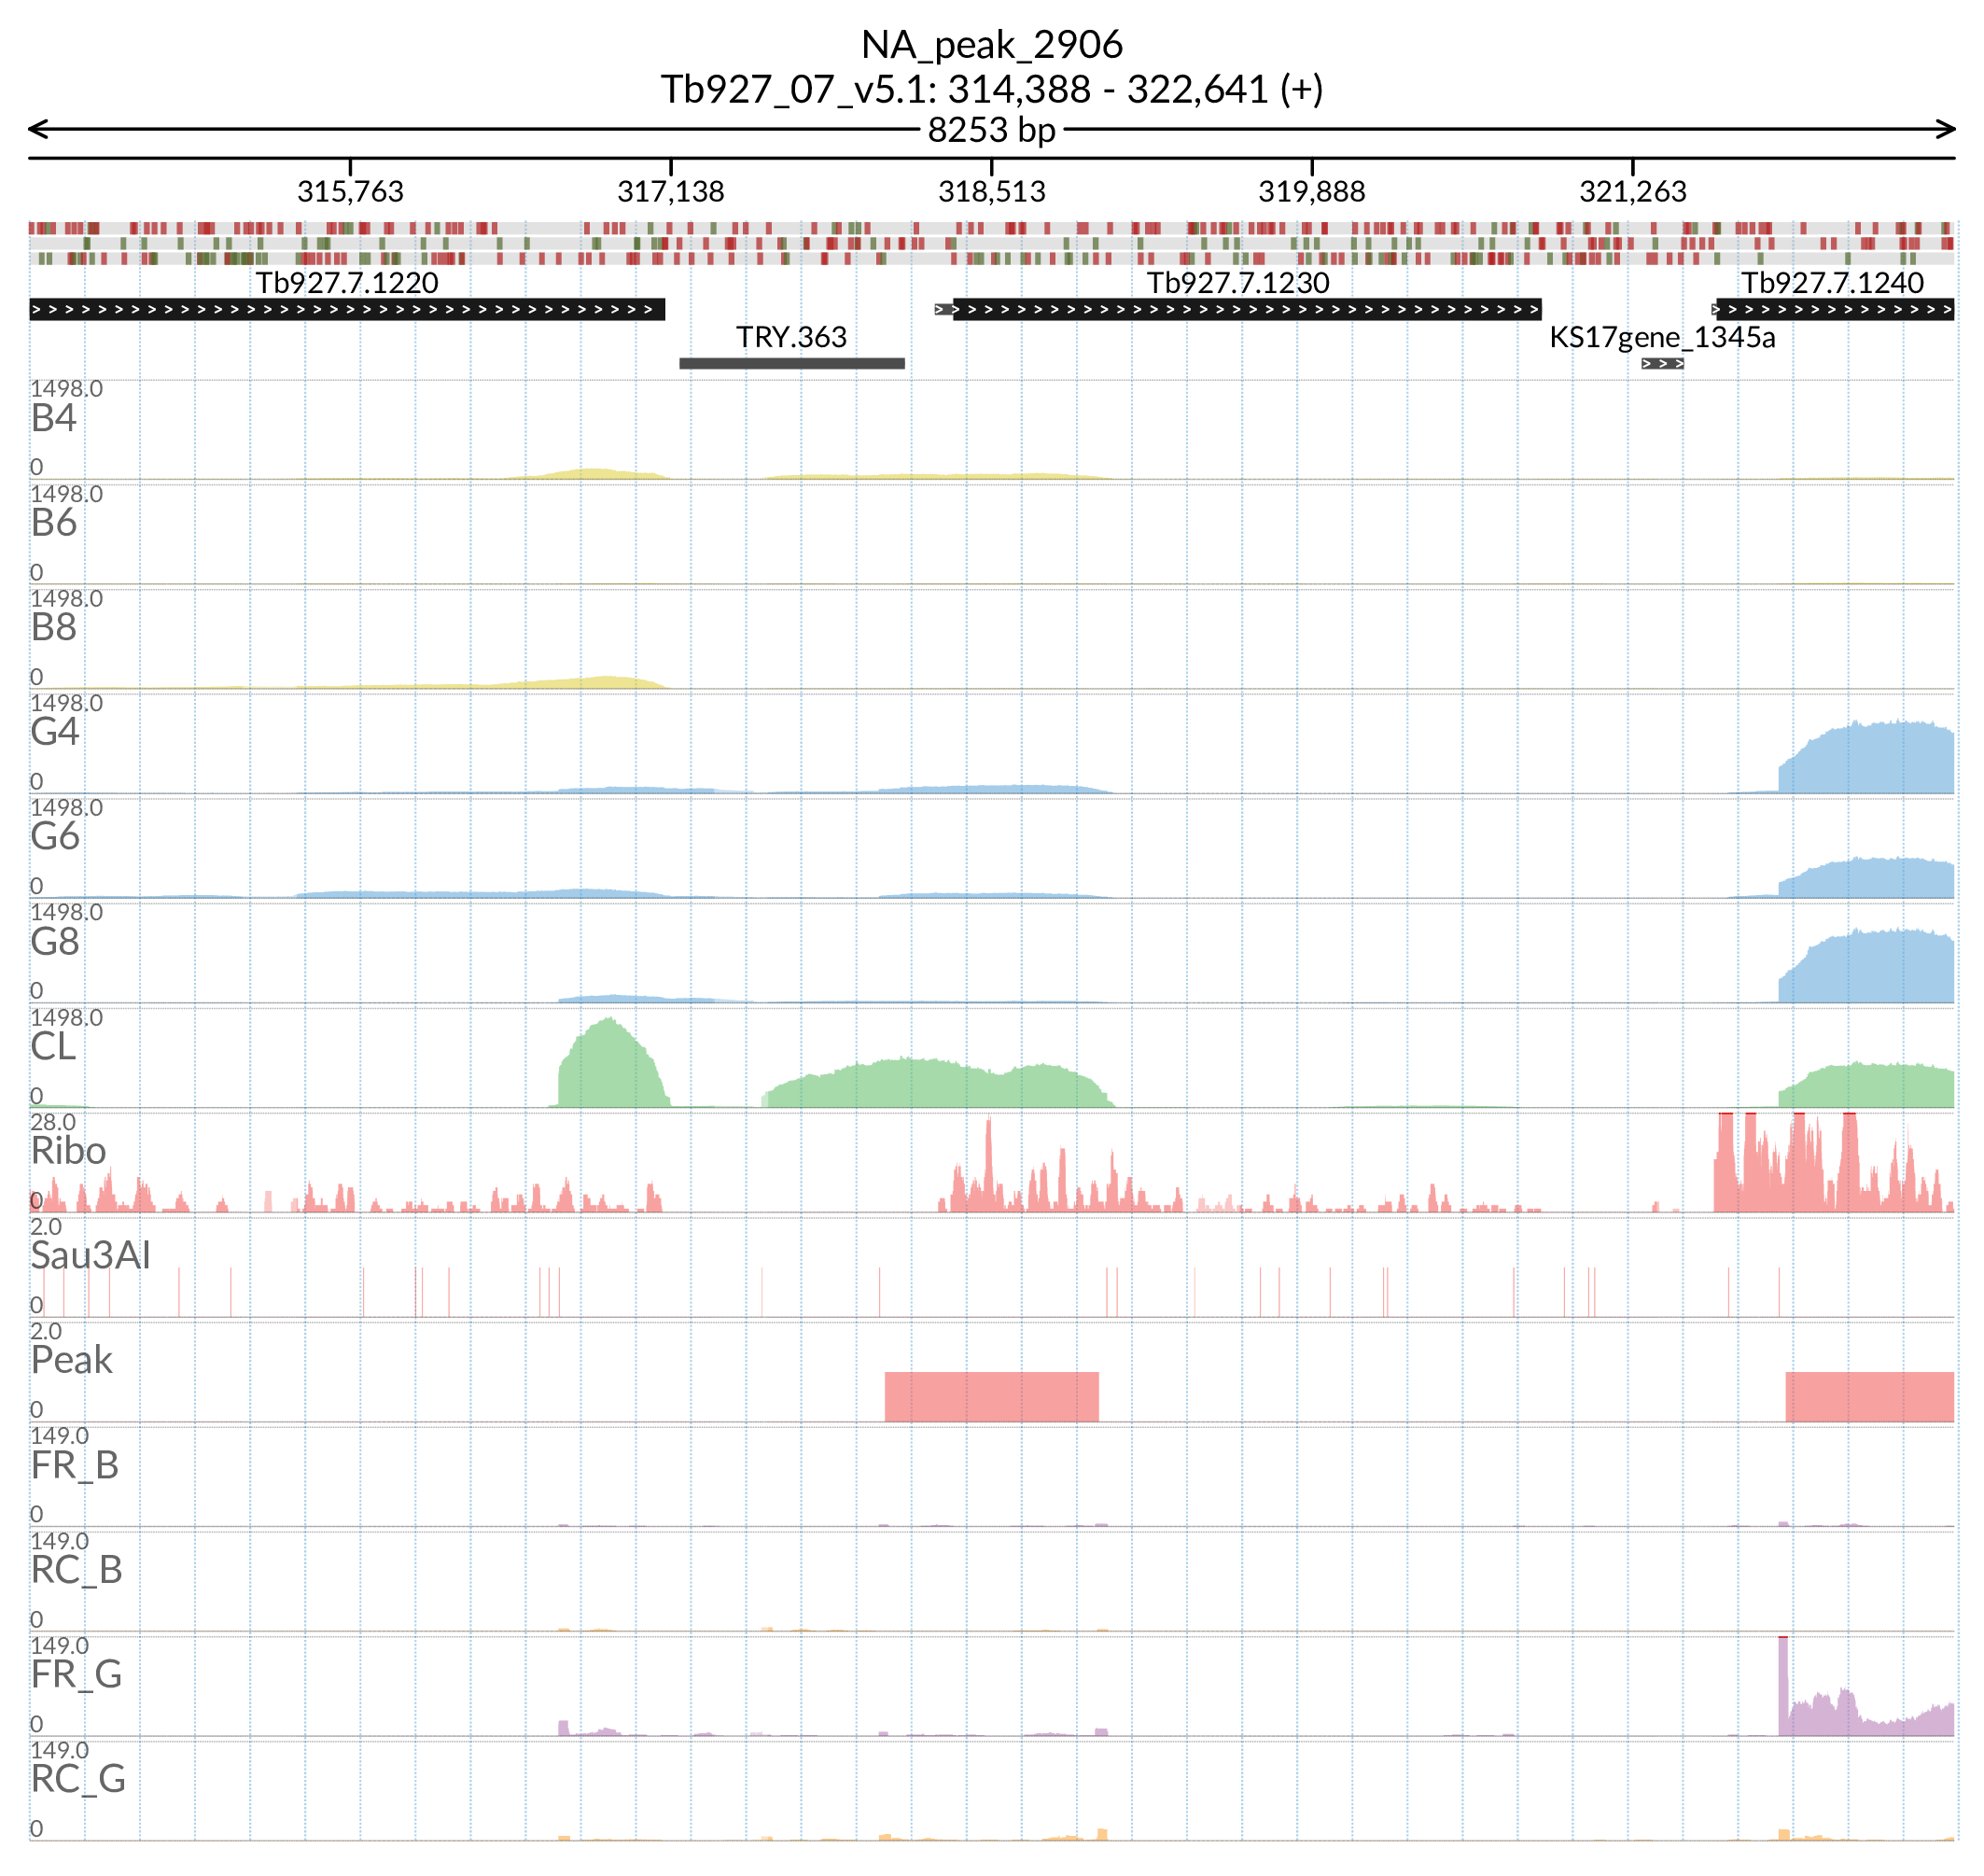 NA_peak_2906
Tb927_07_v5.1: 314,388 - 322,641 (+)
8253 bp
315,763 317,138 318,513 319,888 321,263
Tb927.7.1220 Tb927.7.1230 Tb927.7.1240
TRY.363 KS17gene_1345a
1498.0
B4
0
1498.0
B6
0
1498.0
B8
0
1498.0
G4
0
1498.0
G6
0
1498.0
G8
0
1498.0
CL
0
28.0
Ribo
0
2.0
Sau3AI
0
2.0
Peak
0
149.0
FR_B
0
149.0
RC_B
0
149.0
FR_G
0
149.0
RC_G
0